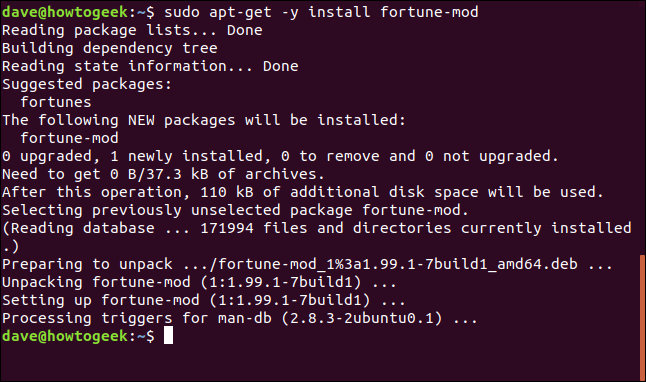 dave@howtogeek:~$ sudo apt-get -y install fortune-mod
Reading package lists... Done
Building dependency tree
Reading state information... Done
Suggested packages:
  fortunes
The following NEW packages will be installed:
  fortune-mod
0 upgraded, 1 newly installed, 0 to remove and 0 not upgraded.
Need to get 0 B/37.3 kB of archives.
After this operation, 110 kB of additional disk space will be used.
Selecting previously unselected package fortune-mod.
(Reading database ... 171994 files and directories currently installed
.)
Preparing to unpack .../fortune-mod_1%3a1.99.1-7build1_amd64.deb ...
Unpacking fortune-mod (1:1.99.1-7build1) ...
Setting up fortune-mod (1:1.99.1-7build1) ...
Processing triggers for man-db (2.8.3-2ubuntu0.1) ...
dave@howtogeek:~$